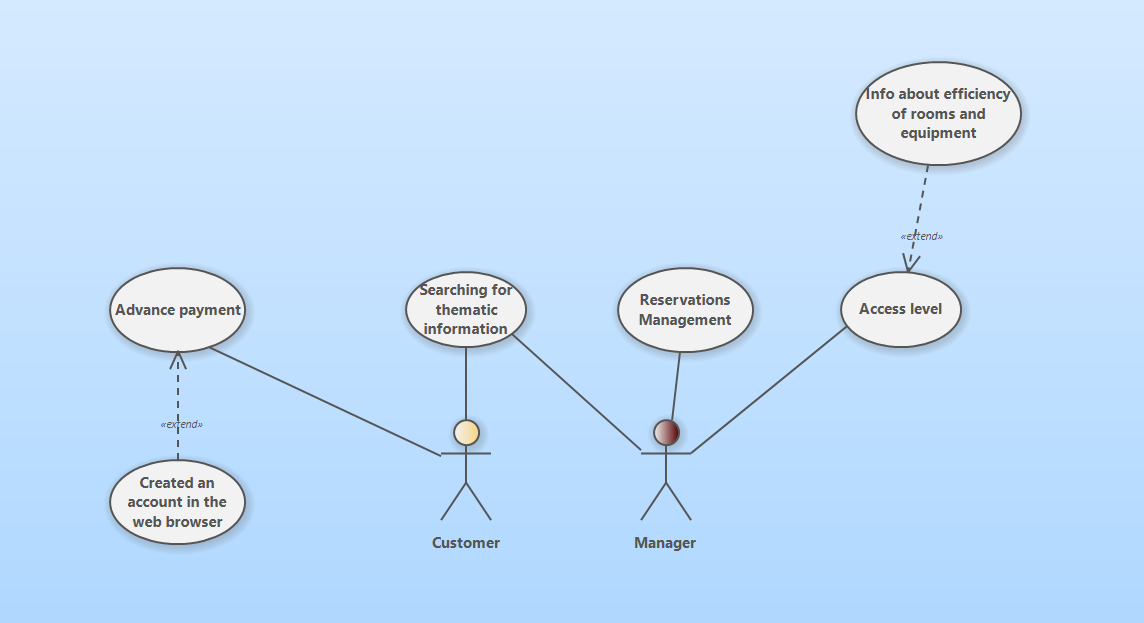 Info about efficiency
of rooms and
equipment
«extend»
Advance payment
Searching for
thematic
information
Reservations
Management
Access level
«extend»
Created an
account in the
web browser
Customer
Manager